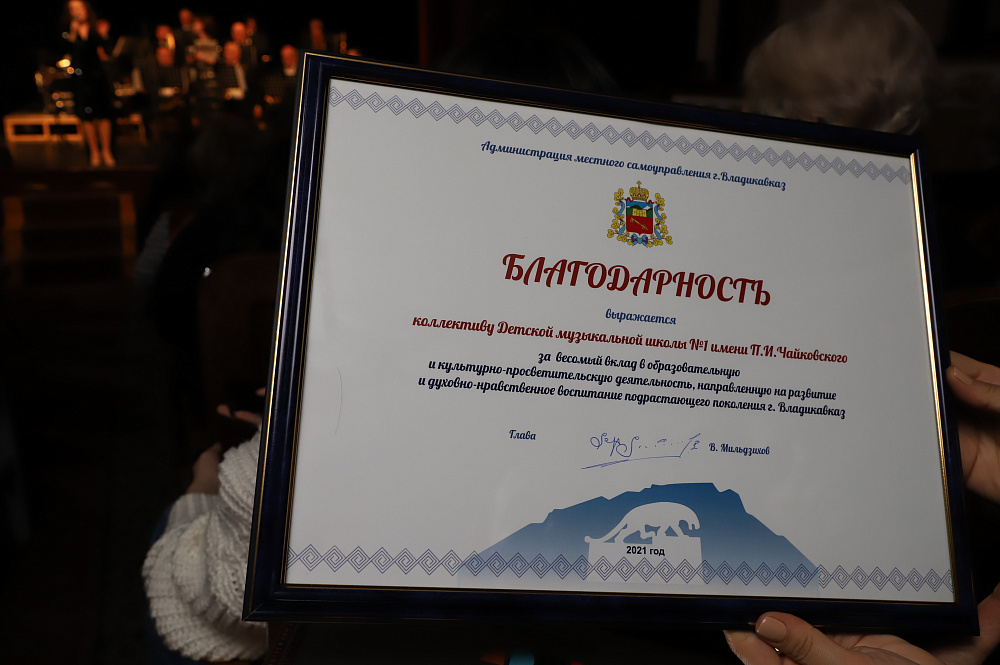 Администрация местного самоуправления г.Владикавказ
БЛАГОДАРНОСТЬ
выражается
коллективу Детской музыкальной школы №1 имени П.И.Чайковского
за весомый вклад в образовательную
и культурно-просветительскую деятельность, направленную на развитие
и духовно-нравственное воспитание подрастающего поколения г. Владикавказ
Глава В. Мильдзихов
2021 год